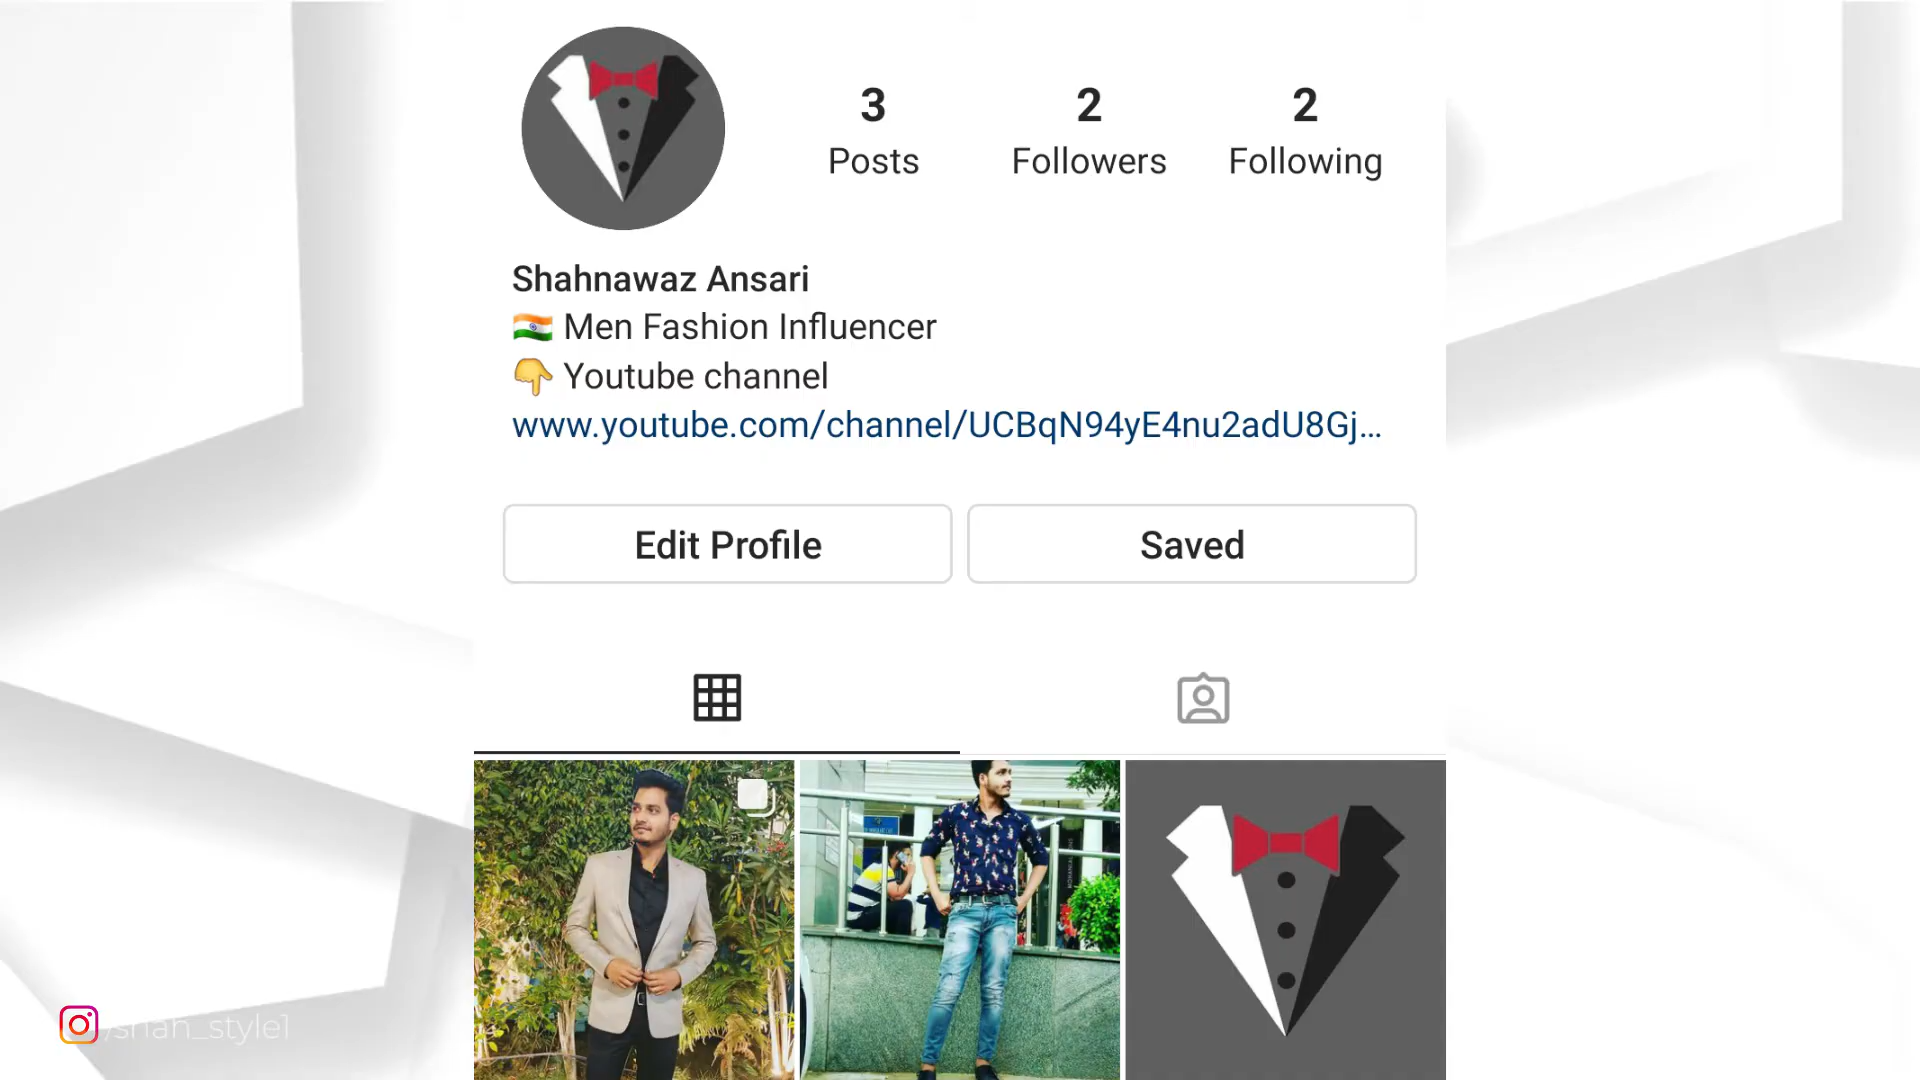 3 2 2
Posts Followers Following
Shahnawaz Ansari
🇮🇳 Men Fashion Influencer
👇 Youtube channel
www.youtube.com/channel/UCBqN94yE4nu2adU8Gj...
Edit Profile Saved
/shan_style1